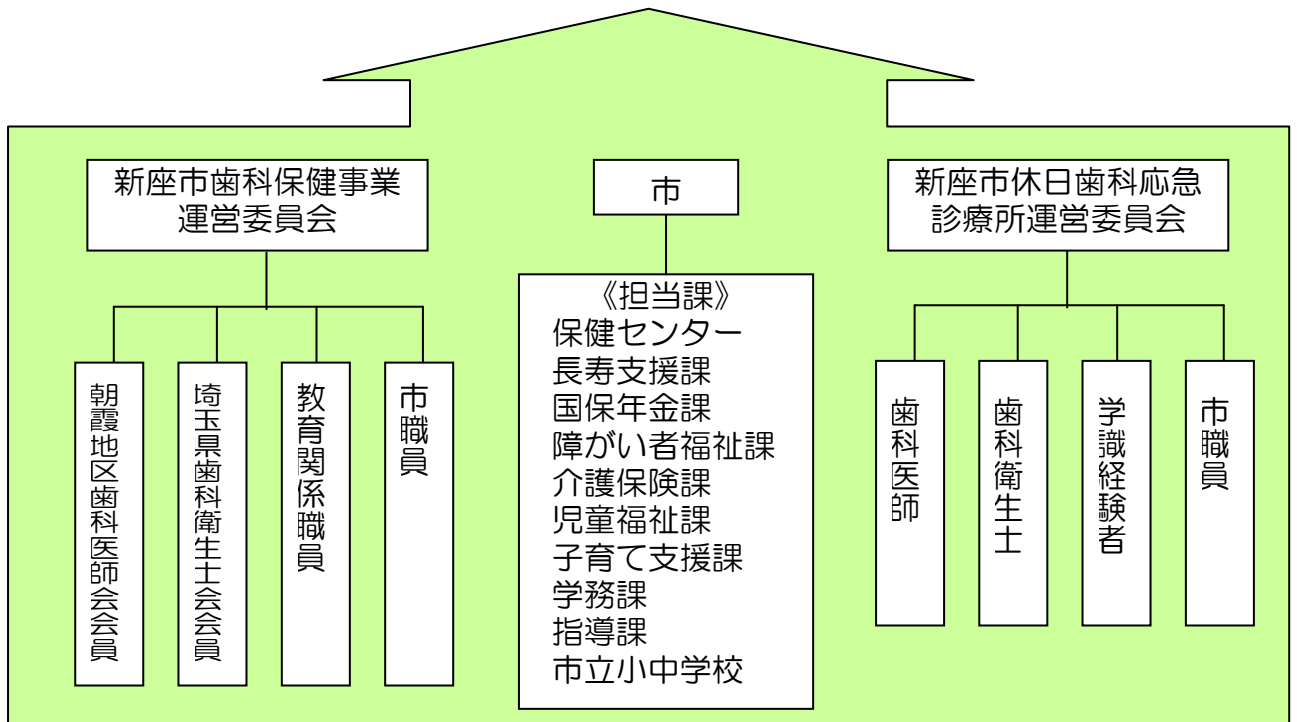 新座市歯科保健事業
運営委員会
朝霞地区歯科医師会会員
埼玉県歯科衛生士会会員
教育関係職員
市職員
市
《担当課》
保健センター
長寿支援課
国保年金課
障がい者福祉課
介護保険課
児童福祉課
子育て支援課
学務課
指導課
市立小中学校
新座市休日歯科応急
診療所運営委員会
歯科医師
歯科衛生士
学識経験者
市職員